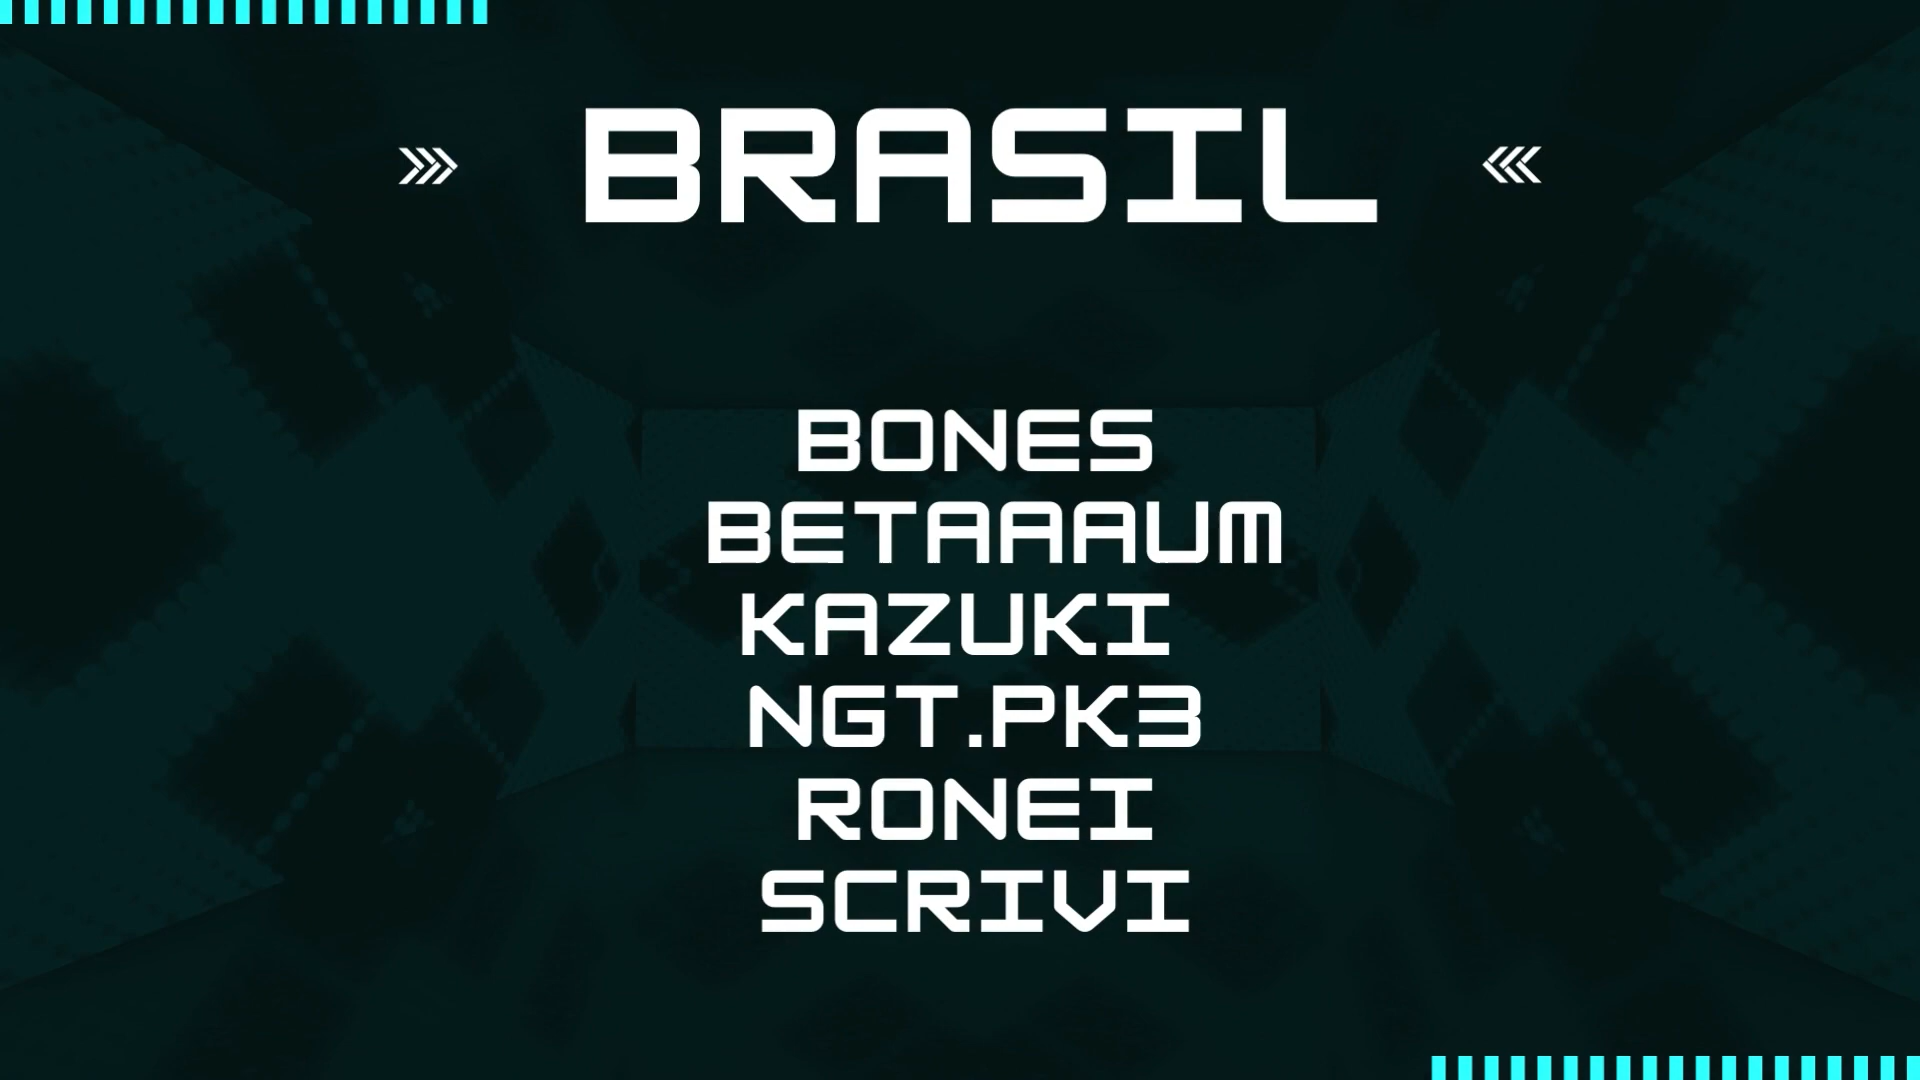 BRASIL
BONES
BETAAAUM
KAZUKI
NGT.PK3
RONEI
SCRIVI